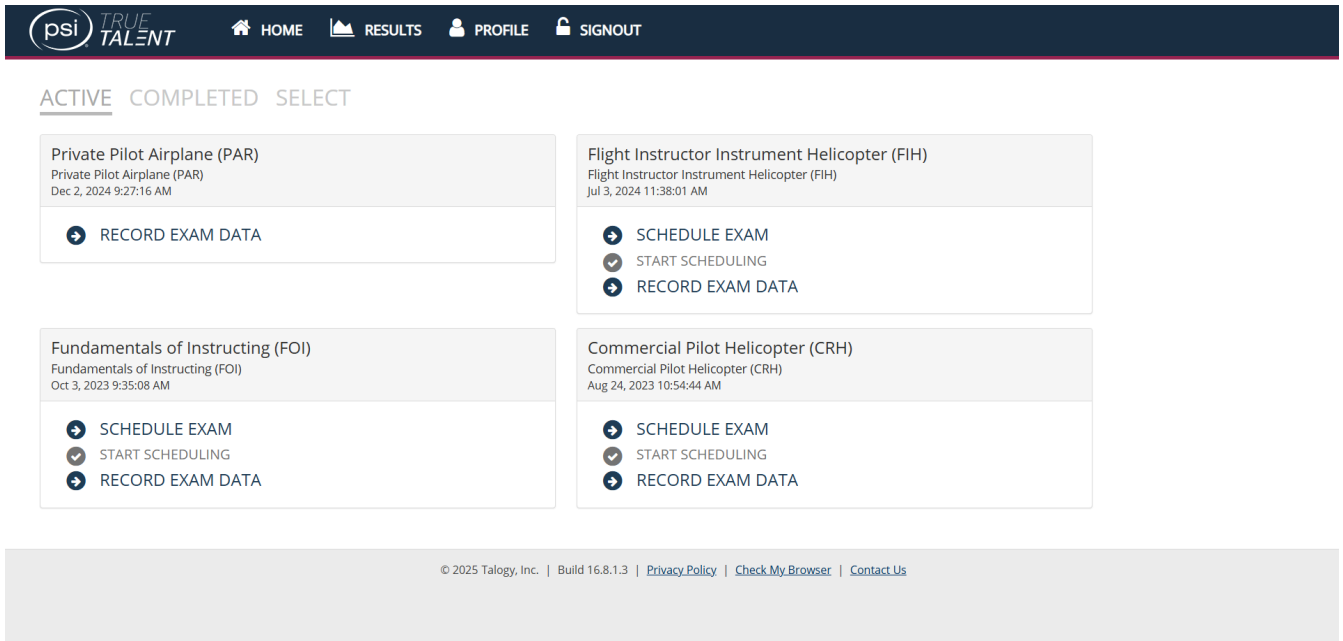 psi TRUE TALENT HOME RESULTS PROFILE SIGNOUT
ACTIVE COMPLETED SELECT
Private Pilot Airplane (PAR)
Private Pilot Airplane (PAR)
Dec 2, 2024 9:27:16 AM
RECORD EXAM DATA
Flight Instructor Instrument Helicopter (FIH)
Flight Instructor Instrument Helicopter (FIH)
Jul 3, 2024 11:38:01 AM
SCHEDULE EXAM
START SCHEDULING
RECORD EXAM DATA
Fundamentals of Instructing (FOI)
Fundamentals of Instructing (FOI)
Oct 3, 2023 9:35:08 AM
SCHEDULE EXAM
START SCHEDULING
RECORD EXAM DATA
Commercial Pilot Helicopter (CRH)
Commercial Pilot Helicopter (CRH)
Aug 24, 2023 10:54:44 AM
SCHEDULE EXAM
START SCHEDULING
RECORD EXAM DATA
© 2025 Talogy, Inc. | Build 16.8.1.3 | Privacy Policy | Check My Browser | Contact Us